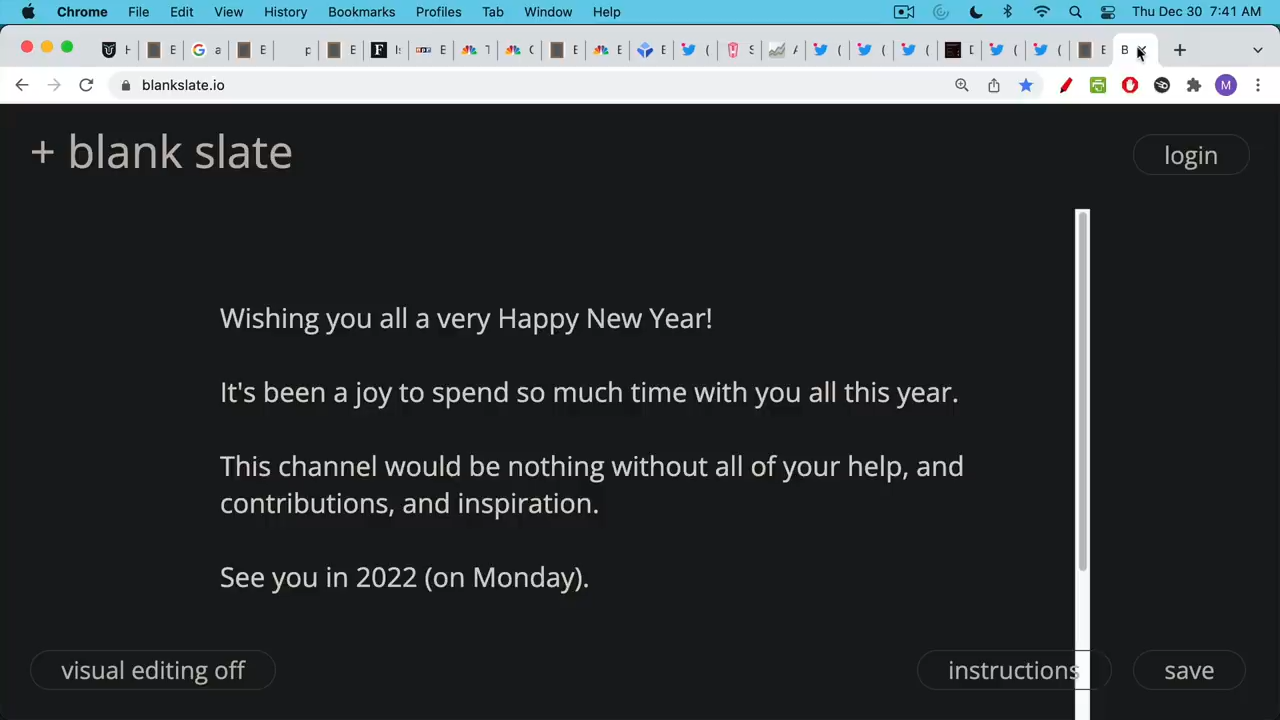 Chrome File Edit View History Bookmarks Profiles Tab Window Help Thu Dec 30 7:41 AM
blankslate.io M
+ blank slate
login
Wishing you all a very Happy New Year!
It's been a joy to spend so much time with you all this year.
This channel would be nothing without all of your help, and
contributions, and inspiration.
See you in 2022 (on Monday).
visual editing off instructions save